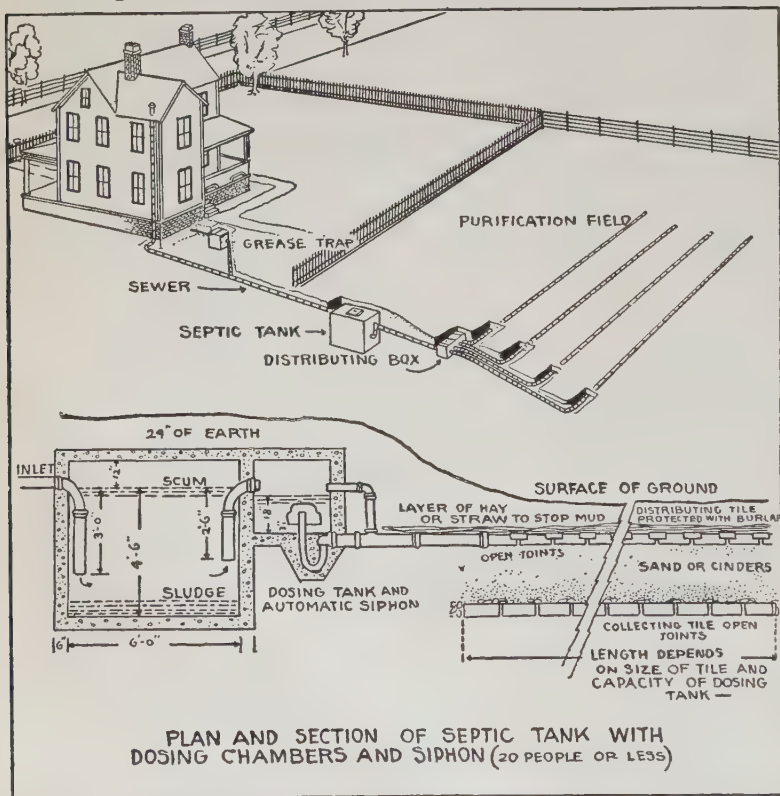 PURIFICATION FIELD
GREASE TRAP
SEWER
SEPTIC TANK
DISTRIBUTING BOX
24" OF EARTH
INLET
12"
SCUM
3'-0"
4'-6"
2'-6"
18"
SLUDGE
6"
6'-0"
DOSING TANK AND
AUTOMATIC SIPHON
SURFACE OF GROUND
LAYER OF HAY
OR STRAW TO STOP MUD
DISTRIBUTING TILE
PROTECTED WITH BURLAP
OPEN JOINTS
SAND OR CINDERS
COLLECTING TILE OPEN
JOINTS
LENGTH DEPENDS
ON SIZE OF TILE AND
CAPACITY OF DOSING
TANK —
PLAN AND SECTION OF SEPTIC TANK WITH
DOSING CHAMBERS AND SIPHON (20 PEOPLE OR LESS)